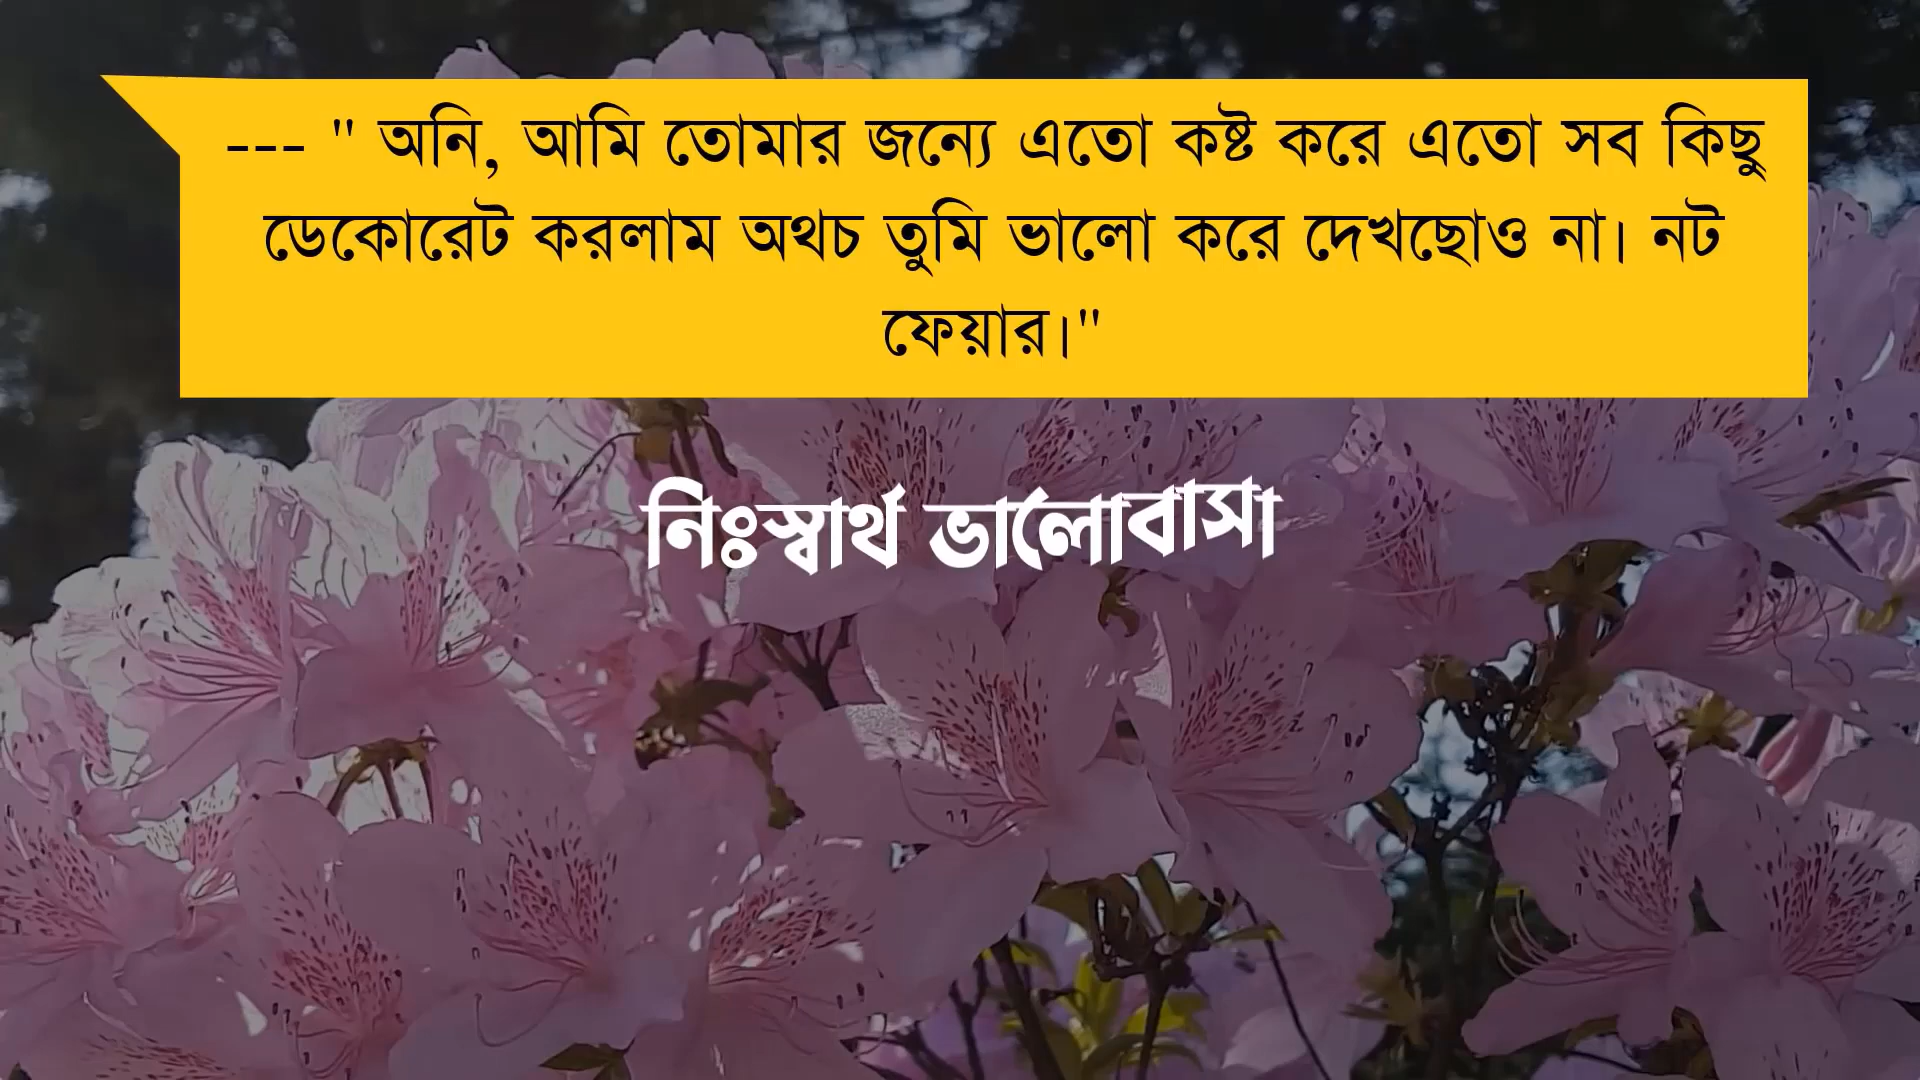 --- " অনি, আমি তোমার জন্যে এতো কষ্ট করে এতো সব কিছু
ডেকোরেট করলাম অথচ তুমি ভালো করে দেখছোও না। নট
ফেয়ার।"
নিঃস্বার্থ ভালোবাসা